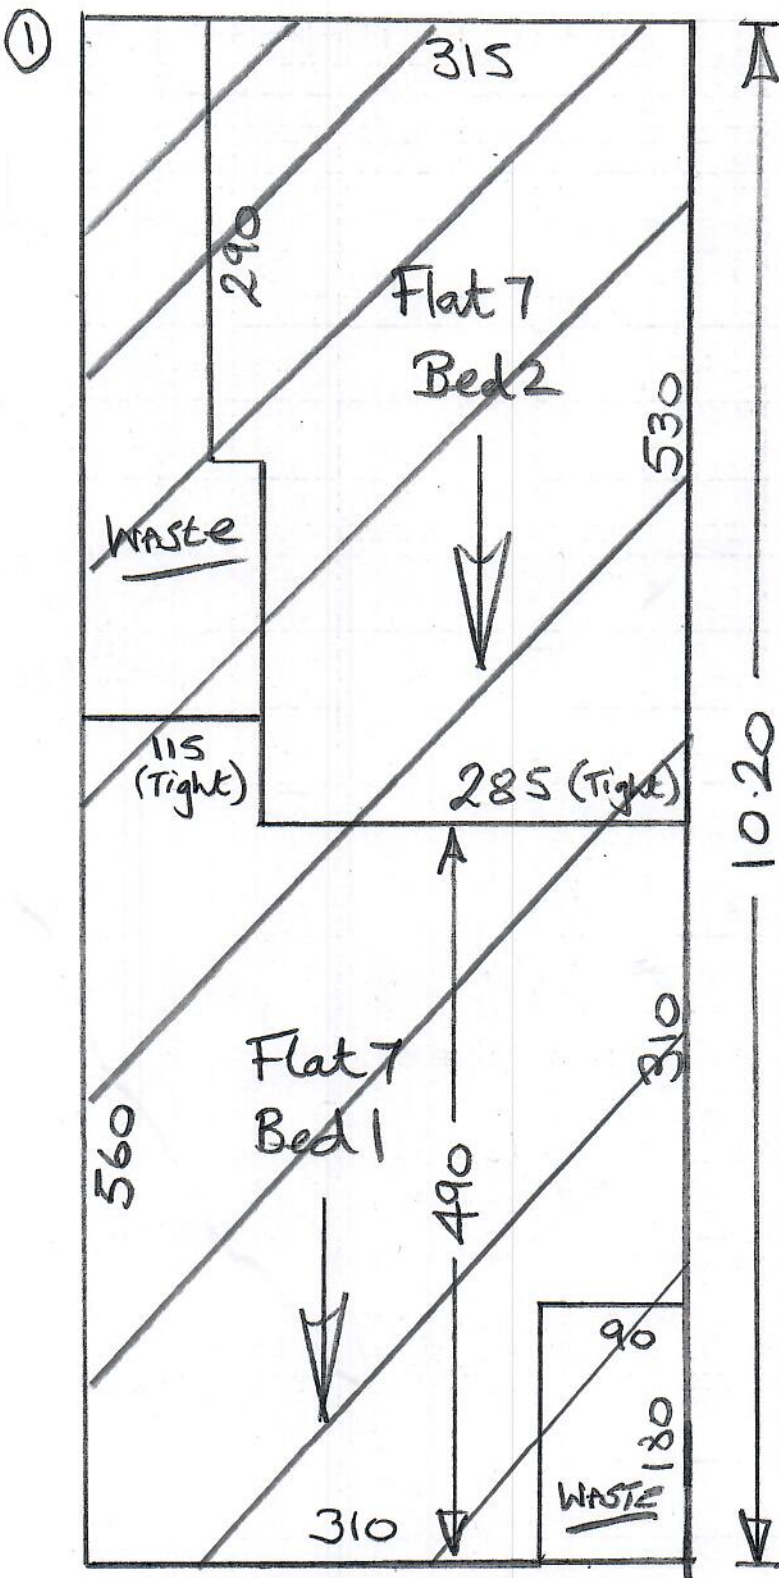 ①
315
290
Flat 7
Bed 2
530
WASTE
115
(Tight)
285 (Tight)
10.20
Flat 7
Bed 1
310
560
490
90
180
WASTE
310